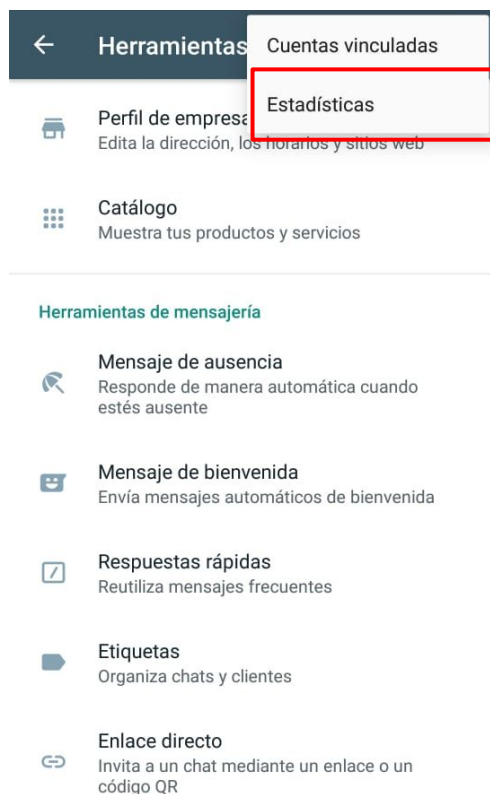 Herramientas
Cuentas vinculadas
Estadísticas
Perfil de empresa
Edita la dirección, los horarios y sitios web
Catálogo
Muestra tus productos y servicios
Herramientas de mensajería
Mensaje de ausencia
Responde de manera automática cuando
estés ausente
Mensaje de bienvenida
Envía mensajes automáticos de bienvenida
Respuestas rápidas
Reutiliza mensajes frecuentes
Etiquetas
Organiza chats y clientes
Enlace directo
Invita a un chat mediante un enlace o un
código QR